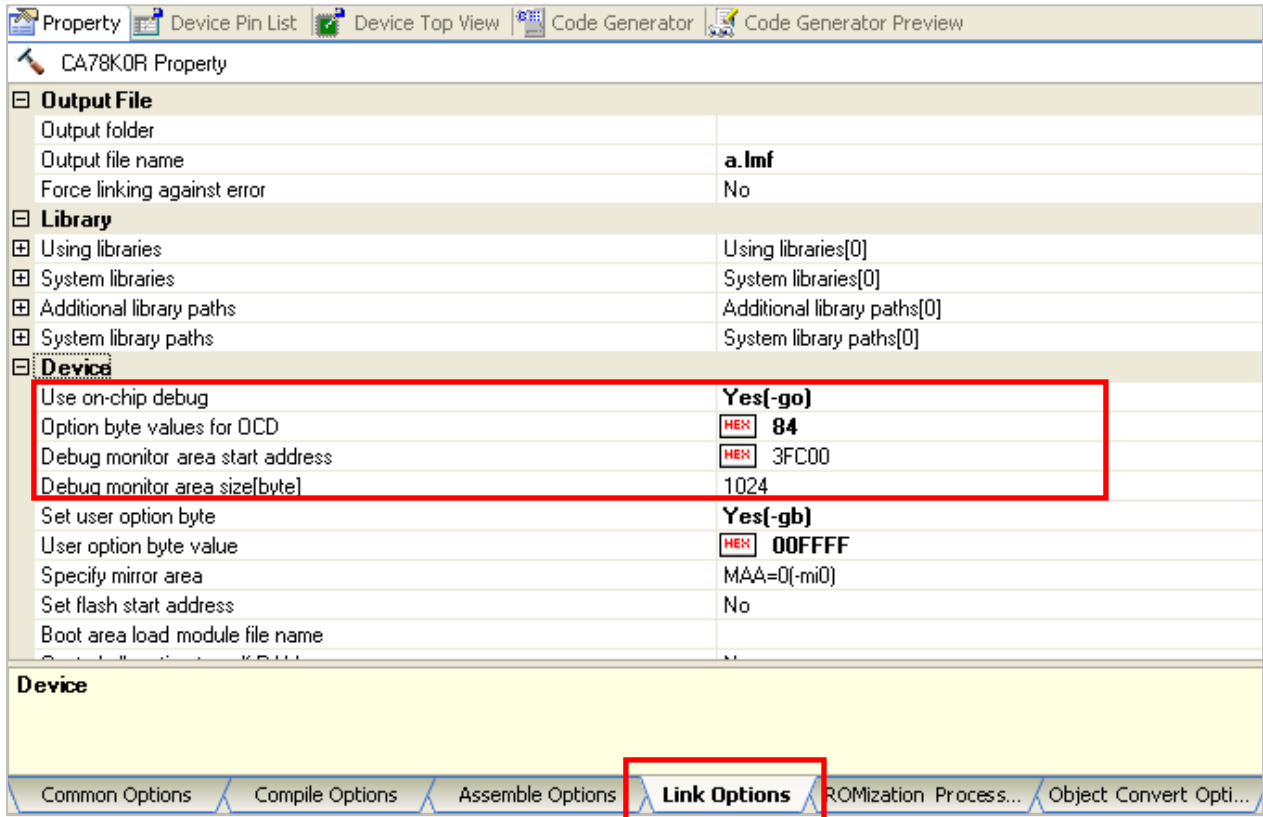 Property Device Pin List Device Top View Code Generator Code Generator Preview
CA78K0R Property
Output File
Output folder
Output file name a.lmf
Force linking against error No
Library
Using libraries Using libraries[0]
System libraries System libraries[0]
Additional library paths Additional library paths[0]
System library paths System library paths[0]
Device
Use on-chip debug Yes(-go)
Option byte values for OCD HEX 84
Debug monitor area start address HEX 3FC00
Debug monitor area size[byte] 1024
Set user option byte Yes(-gb)
User option byte value HEX 00FFFF
Specify mirror area MAA=0(-mi0)
Set flash start address No
Boot area load module file name
Device
Common Options Compile Options Assemble Options Link Options ROMization Process... Object Convert Opti...